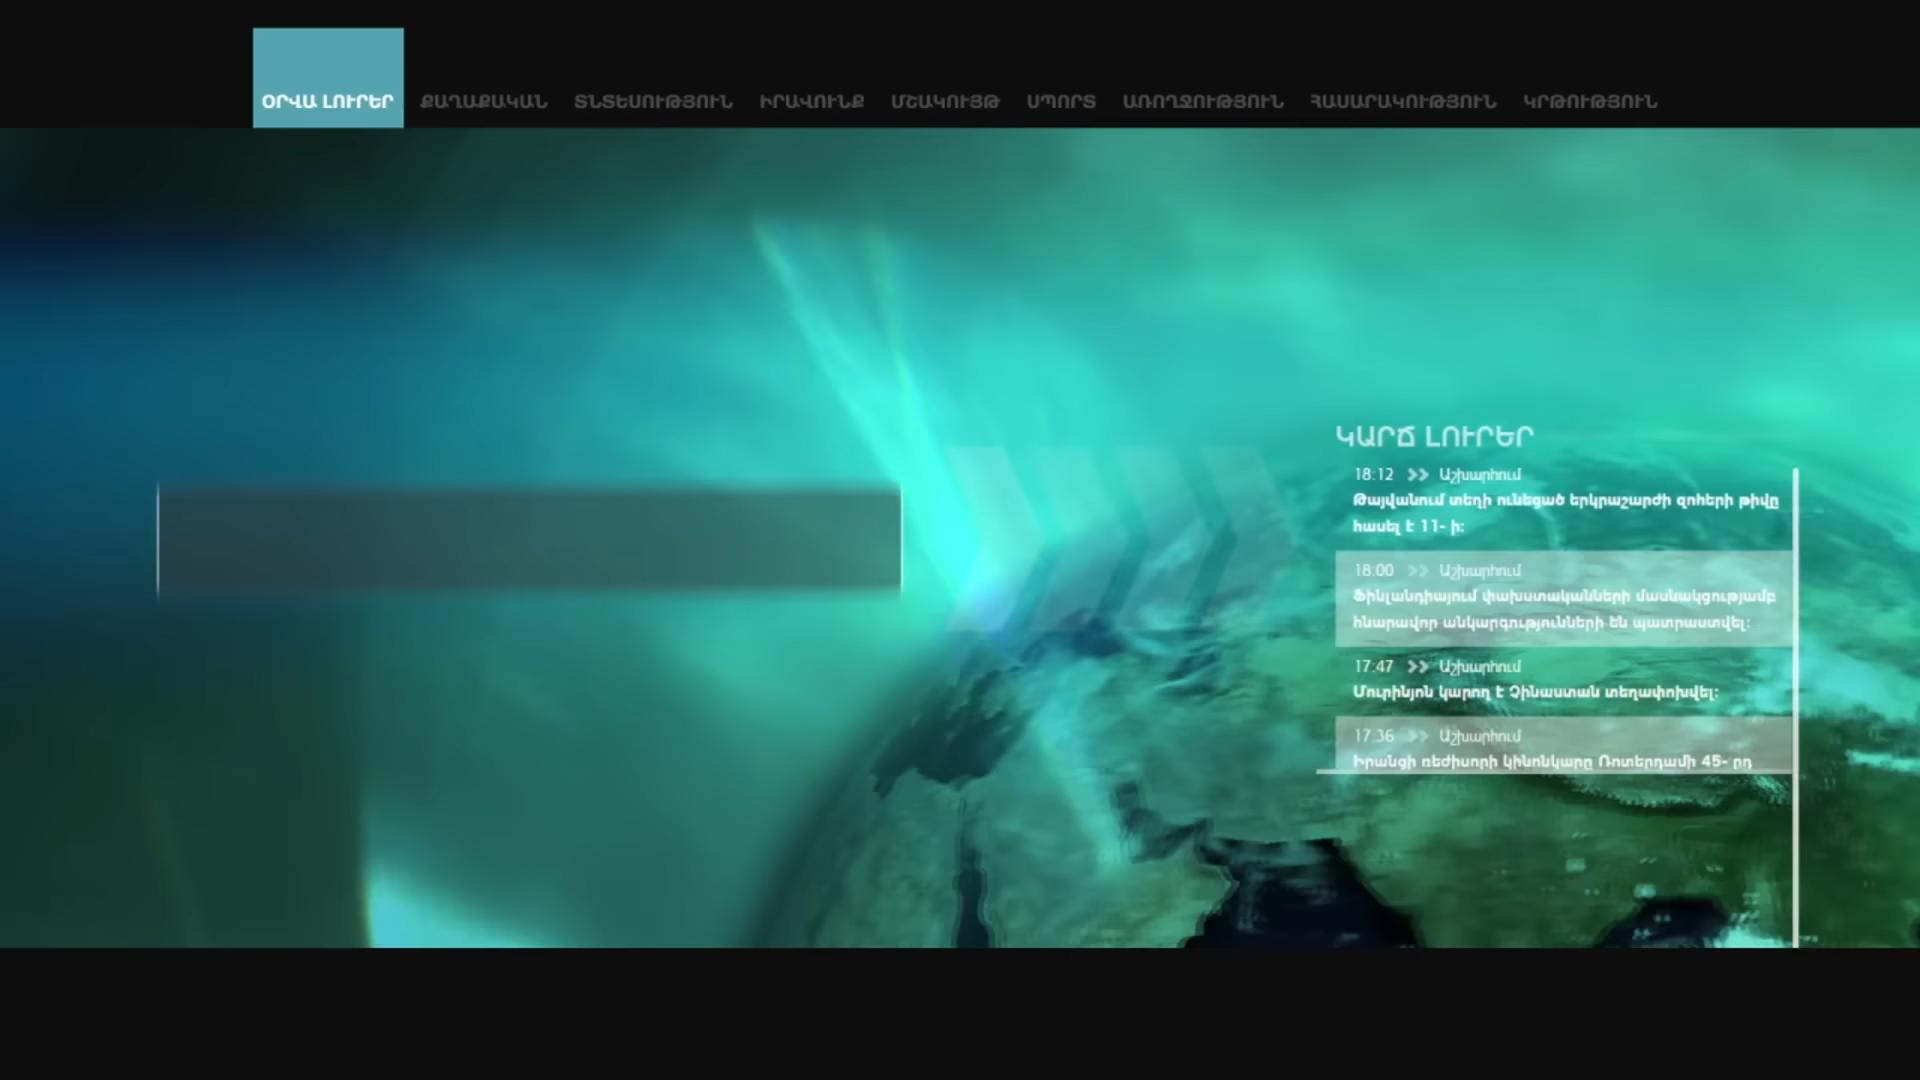 ՕՐՎԱ ԼՈՒՐԵՐ ՔԱՂԱՔԱԿԱՆ ՏՆՏԵՍՈՒԹՅՈՒՆ ԻՐԱՎՈՒՆՔ ՄՇԱԿՈՒՅԹ ՍՊՈՐՏ ԱՌՈՂՋՈՒԹՅՈՒՆ ՀԱՍԱՐԱԿՈՒԹՅՈՒՆ ԿՐԹՈՒԹՅՈՒՆ
ԿԱՐՃ ԼՈՒՐԵՐ
18:12 Աշխարհում
Թայվանում տեղի ունեցած երկրաշարժի զոհերի թիվը
հասել է 11- ի։
18:00 Աշխարհում
Ֆինլանդիայում փախստականների մասնակցությամբ
հնարավոր անկարգությունների են պատրաստվել։
17:47 Աշխարհում
Մուրինյոն կարող է Չինաստան տեղափոխվել։
17:36 Աշխարհում
Իրանցի ռեժիսորի կինոնկարը Ռոտերդամի 45- րդ